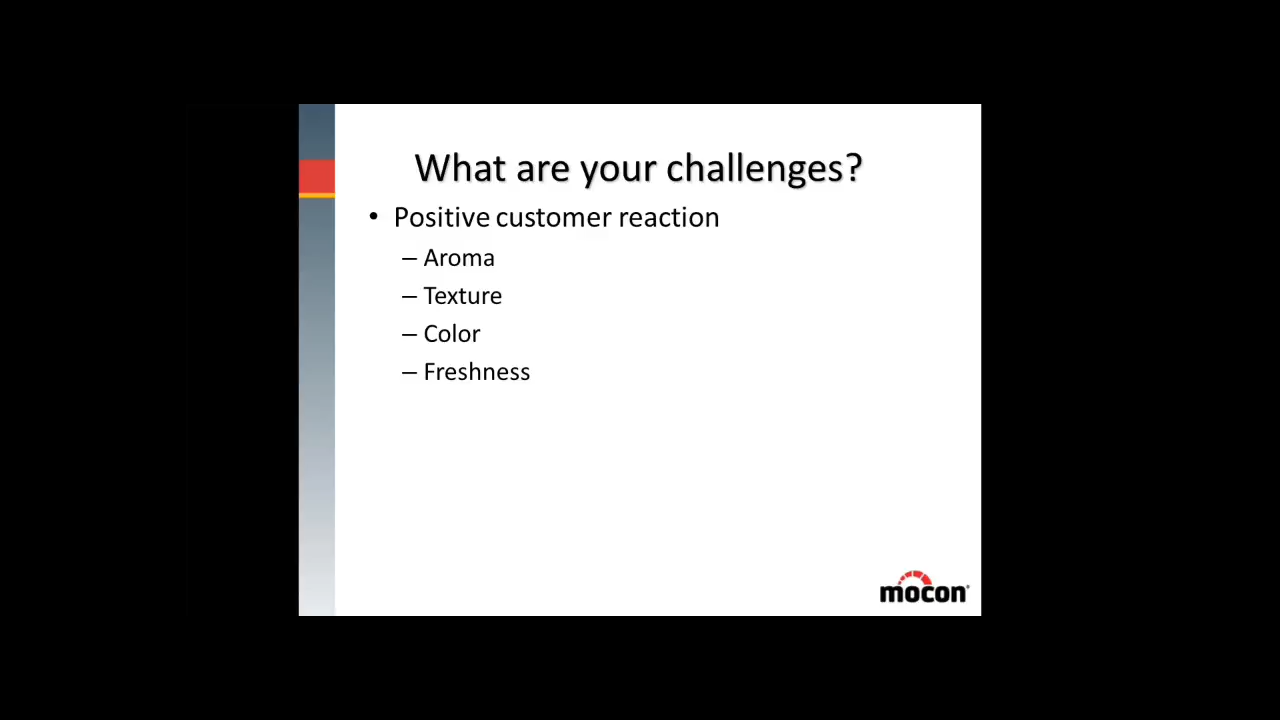 What are your challenges?
• Positive customer reaction
– Aroma
– Texture
– Color
– Freshness
mocon®